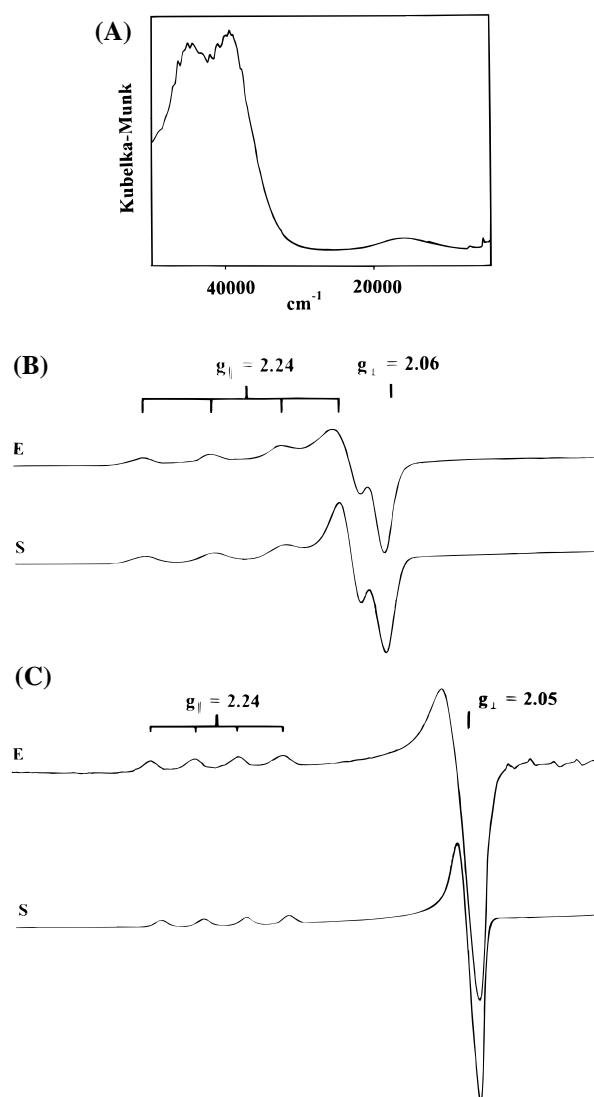 (A)
Kubelka-Munk
40000 20000
cm⁻¹
(B)
g∥ = 2.24 g⊥ = 2.06
E
S
(C)
g∥ = 2.24 g⊥ = 2.05
E
S